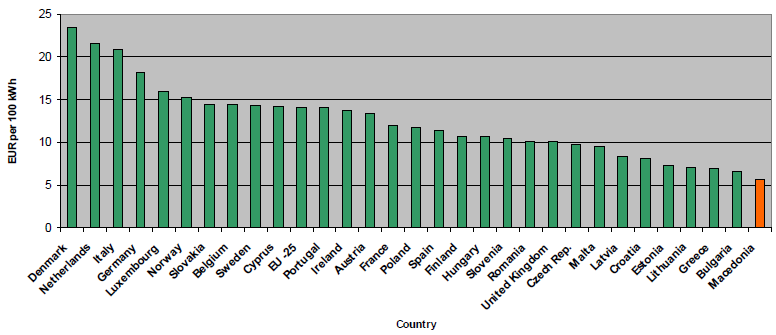 EUR per 100 kWh
25
20
15
10
5
0
Denmark
Netherlands
Italy
Germany
Luxembourg
Norway
Slovakia
Belgium
Sweden
Cyprus
EU -25
Portugal
Ireland
Austria
France
Poland
Spain
Finland
Hungary
Slovenia
Romania
United Kingdom
Czech Rep.
Malta
Latvia
Croatia
Estonia
Lithuania
Greece
Bulgaria
Macedonia
Country